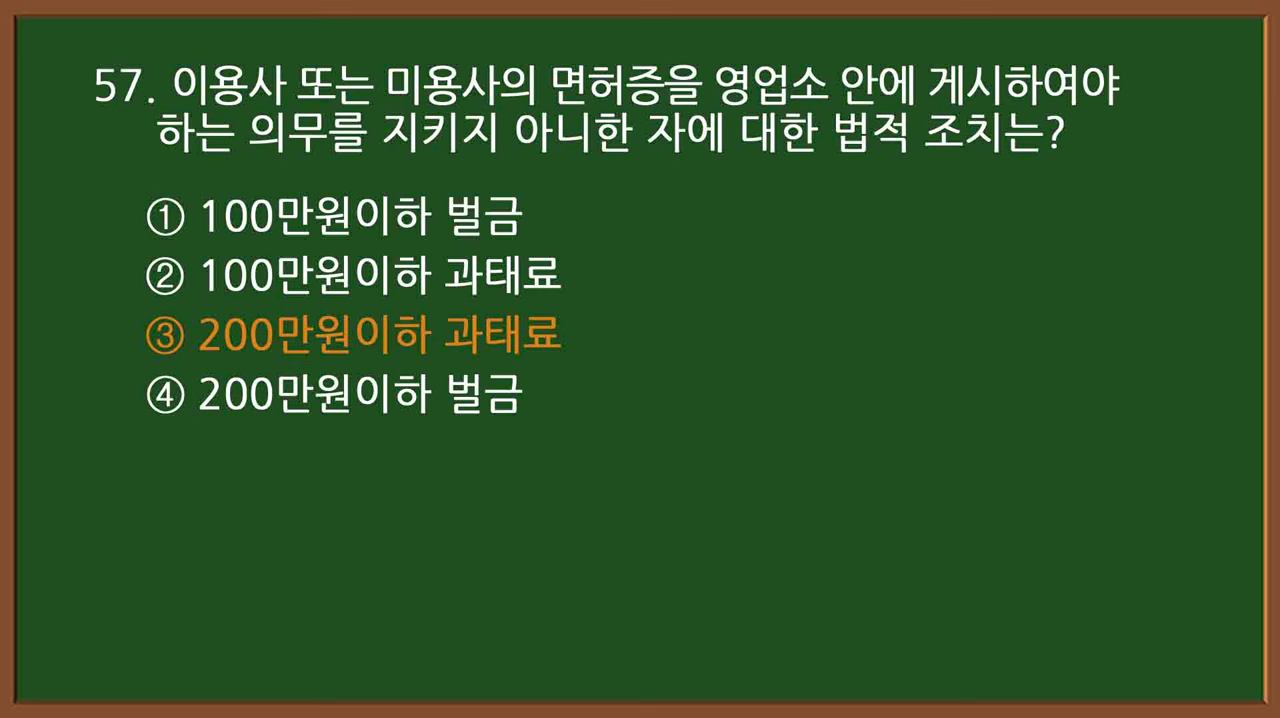 57. 이용사 또는 미용사의 면허증을 영업소 안에 게시하여야
하는 의무를 지키지 아니한 자에 대한 법적 조치는?
① 100만원이하 벌금
② 100만원이하 과태료
③ 200만원이하 과태료
④ 200만원이하 벌금